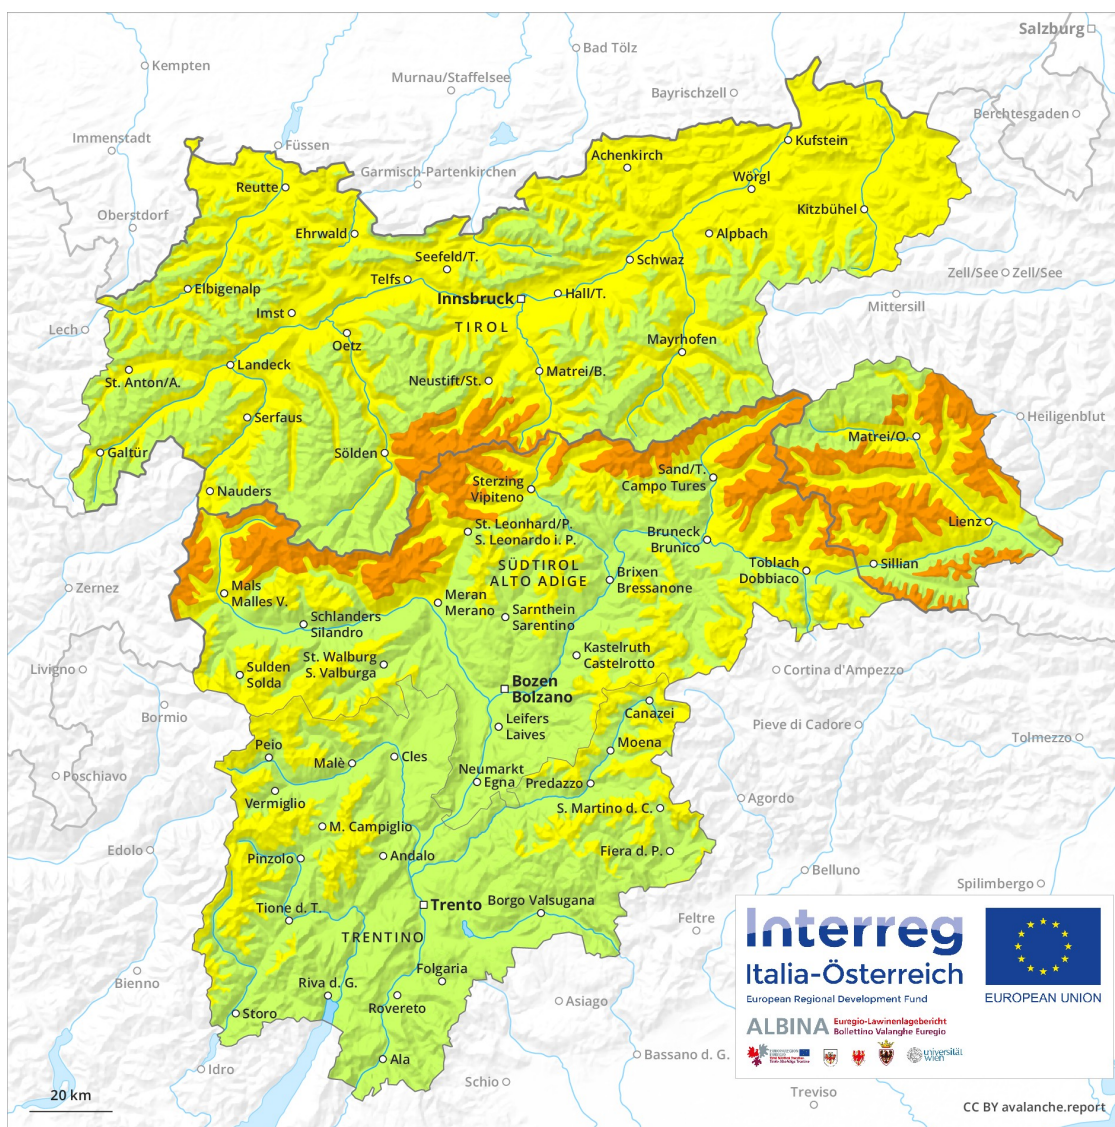 Salzburg
Bad Tölz
Kempten
Murnau/Staffelsee
Bayrischzell
Berchtesgaden
Immenstadt
Füssen
Kufstein
Achenkirch
Garmisch-Partenkirchen
Wörgl
Reutte
Oberstdorf
Kitzbühel
Ehrwald
Alpbach
Seefeld/T.
Schwaz
Zell/See
Zell/See
Telfs
Elbigenalp
Innsbruck
Hall/T.
Mittersill
Imst
Lech
TIROL
Oetz
Mayrhofen
Landeck
Matrei/B.
St. Anton/A.
Neustift/St.
Serfaus
Heiligenblut
Matrei/O.
Galtür
Sölden
Sand/T.
Campo Tures
Sterzing
Vipiteno
Nauders
Lienz
St. Leonhard/P.
S. Leonardo i. P.
Bruneck
Brunico
SÜDTIROL
ALTO ADIGE
Toblach
Dobbiaco
Sillian
Brixen
Bressanone
Zernez
Mals
Malles V.
Meran
Merano
Sarnthein
Sarentino
Schlanders
Silandro
Kastelruth
Castelrotto
Livigno
St. Walburg
S. Valburga
Sulden
Solda
Cortina d'Ampezzo
Bozen
Bolzano
Bormio
Canazei
Leifers
Laives
Pieve di Cadore
Tolmezzo
Peio
Moena
Cles
Malè
Poschiavo
Neumarkt
Egna
Predazzo
Vermiglio
Agordo
S. Martino d. C.
M. Campiglio
Edolo
Pinzolo
Andalo
Fiera d. P.
Belluno
Spilimbergo
Tione d. T.
Trento
Borgo Valsugana
Feltre
TRENTINO
Folgaria
Bienno
Riva d. G.
Rovereto
Asiago
Storo
Bassano d. G.
Ala
Idro
Schio
Treviso
Interreg
Italia-Österreich
European Regional Development Fund
EUROPEAN UNION
ALBINA
Euregio-Lawinenlagebericht
Bollettino Valanghe Euregio
universität
wien
20 km
CC BY avalanche.report